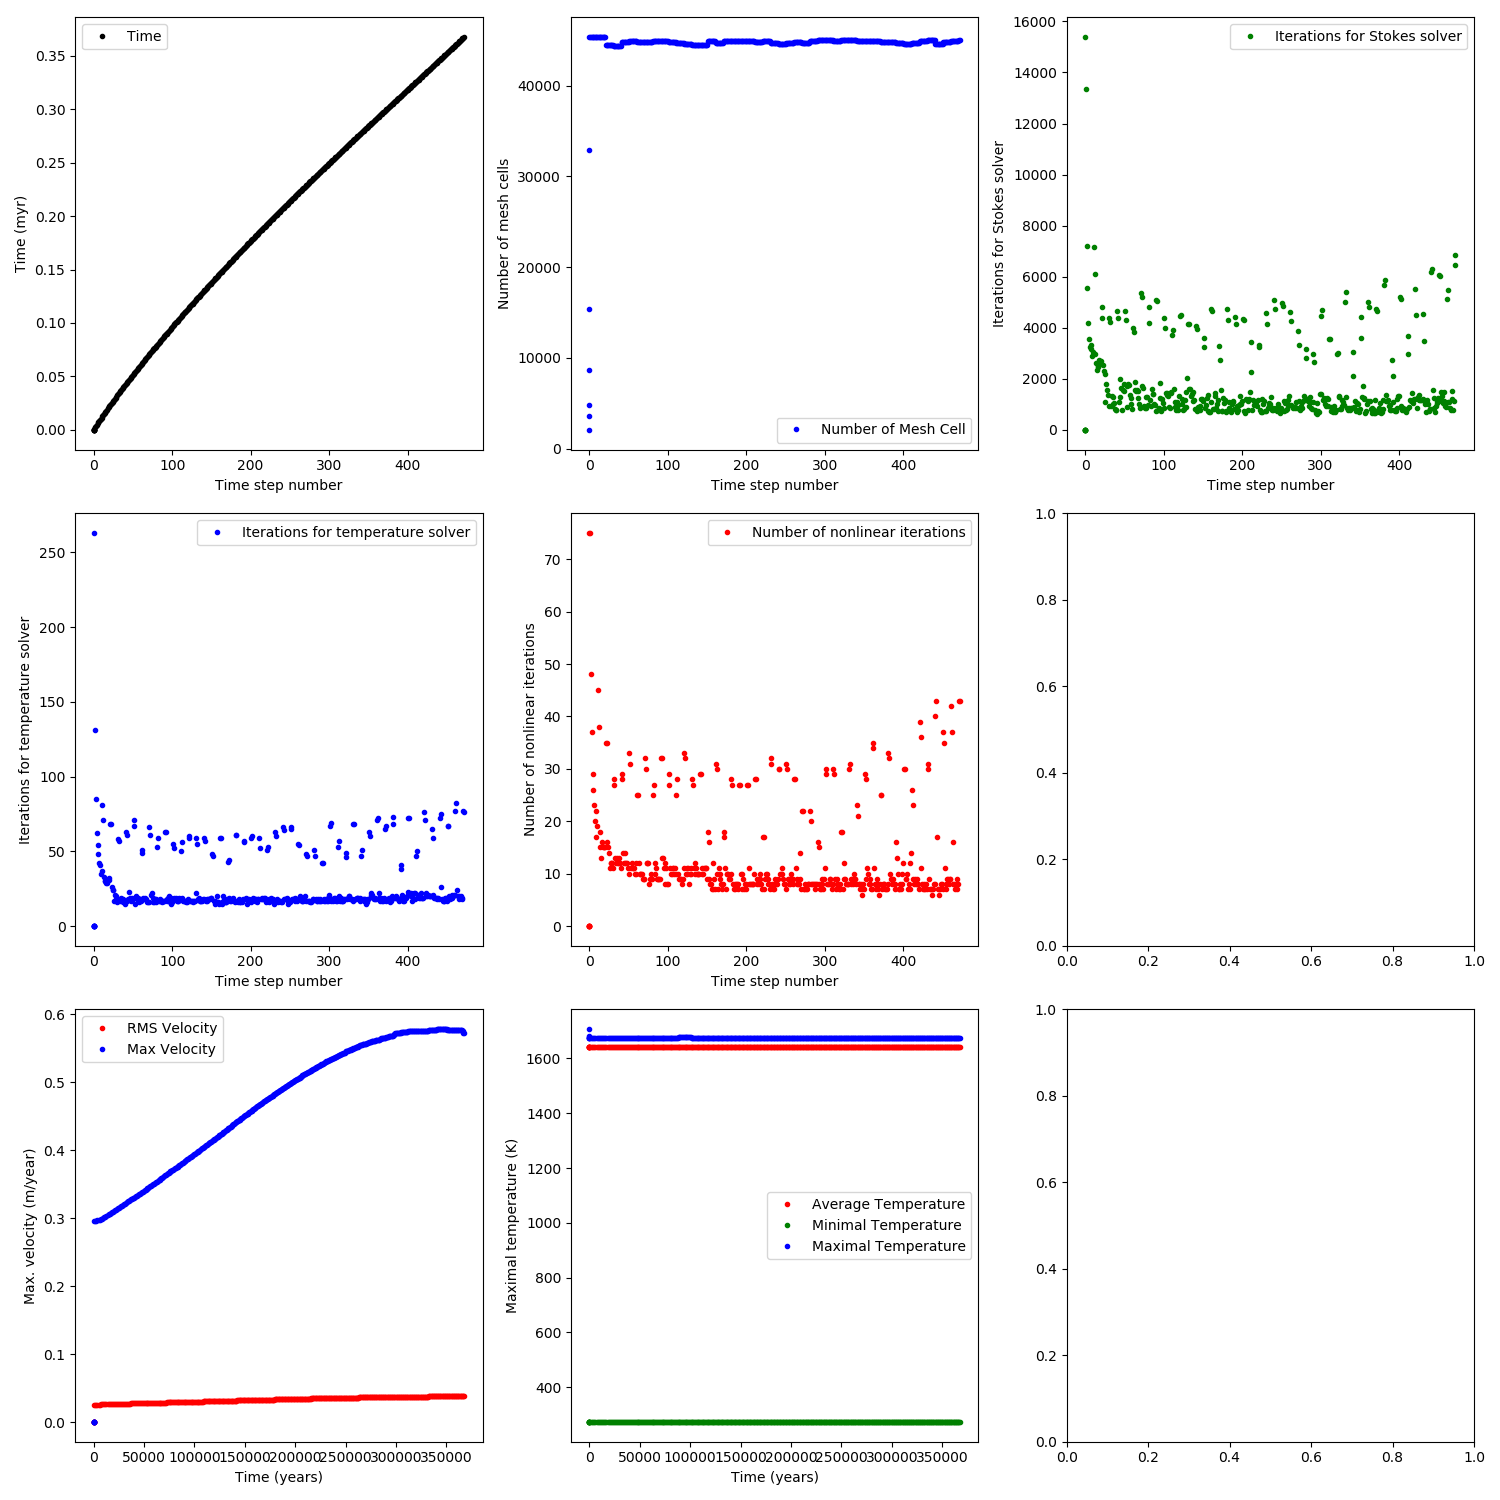 Time
Time (myr)
0.35
0.30
0.25
0.20
0.15
0.10
0.05
0.00
0 100 200 300 400
Time step number
Number of Mesh Cell
Number of mesh cells
40000
30000
20000
10000
0
0 100 200 300 400
Time step number
Iterations for Stokes solver
Iterations for Stokes solver
16000
14000
12000
10000
8000
6000
4000
2000
0
0 100 200 300 400
Time step number
Iterations for temperature solver
Iterations for temperature solver
250
200
150
100
50
0
0 100 200 300 400
Time step number
Number of nonlinear iterations
Number of nonlinear iterations
70
60
50
40
30
20
10
0
0 100 200 300 400
Time step number
1.0
0.8
0.6
0.4
0.2
0.0
0.0 0.2 0.4 0.6 0.8 1.0
RMS Velocity
Max Velocity
Max. velocity (m/year)
0.6
0.5
0.4
0.3
0.2
0.1
0.0
0 50000 100000 150000 200000 250000 300000 350000
Time (years)
Average Temperature
Minimal Temperature
Maximal Temperature
Maximal temperature (K)
1600
1400
1200
1000
800
600
400
0 50000 100000 150000 200000 250000 300000 350000
Time (years)
1.0
0.8
0.6
0.4
0.2
0.0
0.0 0.2 0.4 0.6 0.8 1.0